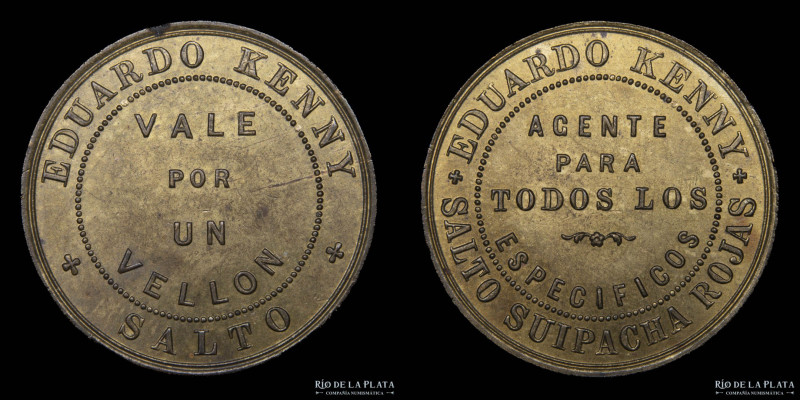 EDUARDO KENNY
VALE
POR
UN
VELLON
SALTO
EDUARDO KENNY
AGENTE
PARA
TODOS LOS
ESPECIFICOS
SALTO SUIPACHA ROJAS
RÍO DE LA PLATA
COMPAÑÍA NUMISMÁTICA
RÍO DE LA PLATA
COMPAÑÍA NUMISMÁTICA